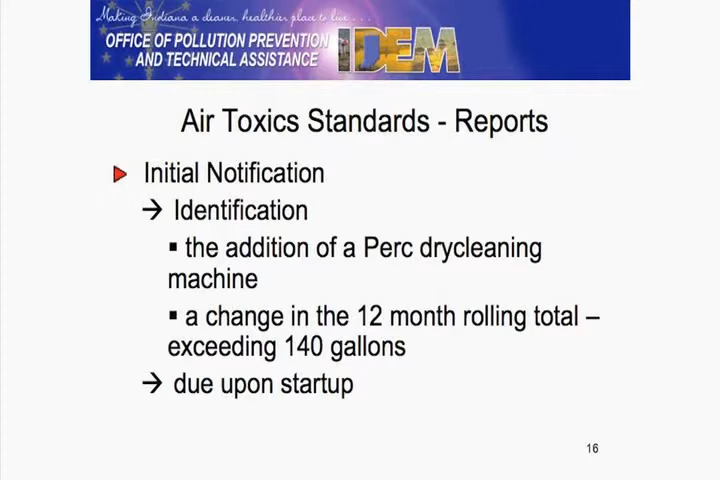 Making Indiana a cleaner, healthier place to live . . .
OFFICE OF POLLUTION PREVENTION
AND TECHNICAL ASSISTANCE
IDEM
Air Toxics Standards - Reports
Initial Notification
→ Identification
▪ the addition of a Perc drycleaning
machine
▪ a change in the 12 month rolling total –
exceeding 140 gallons
→ due upon startup
16